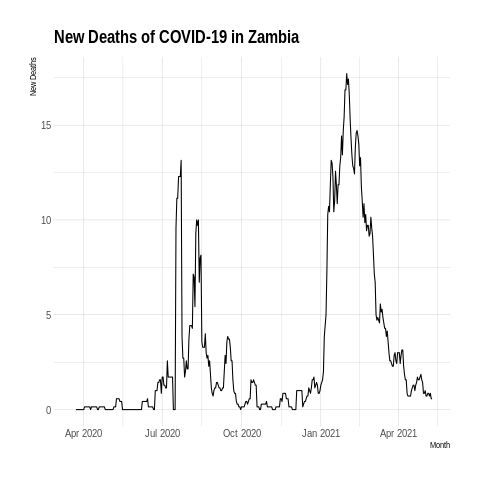 New Deaths of COVID-19 in Zambia
New Deaths
15
10
5
0
Apr 2020 Jul 2020 Oct 2020 Jan 2021 Apr 2021
Month